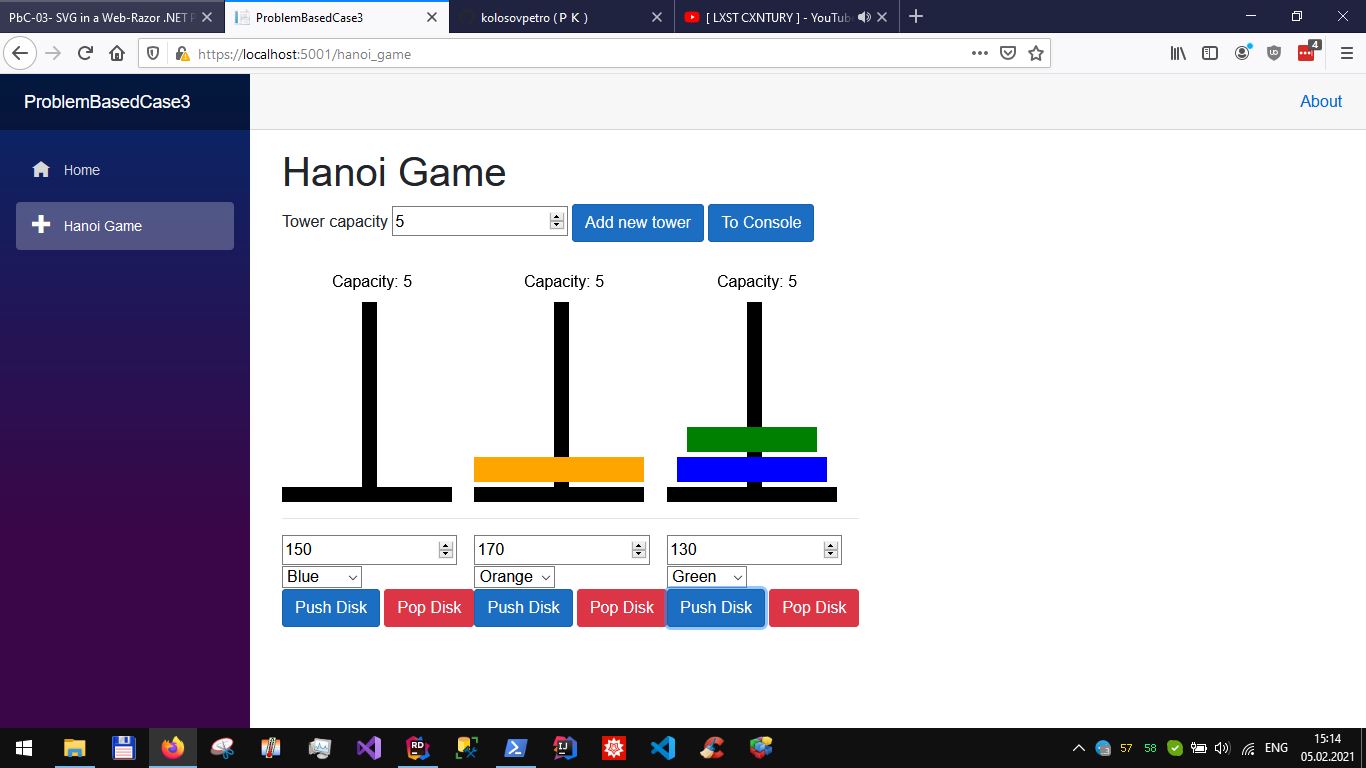 PbC-03- SVG in a Web-Razor .NET P
ProblemBasedCase3
kolosovpetro ( P K )
[ LXST CXNTURY ] - YouTub
https://localhost:5001/hanoi_game
4
ProblemBasedCase3
About
Home
Hanoi Game
Hanoi Game
Tower capacity 5 Add new tower To Console
Capacity: 5 Capacity: 5 Capacity: 5
150 170 130
Blue Orange Green
Push Disk Pop Disk Push Disk Pop Disk Push Disk Pop Disk
RD
IJ
57 58 ENG
15:14
05.02.2021